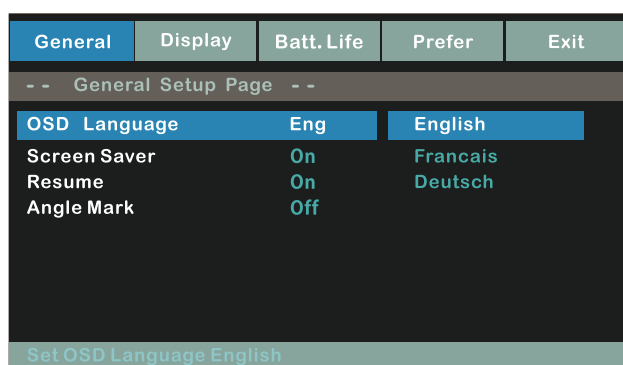 General Display Batt. Life Prefer Exit
-- General Setup Page --
OSD Language Eng English
Screen Saver On Francais
Resume On Deutsch
Angle Mark Off
Set OSD Language English